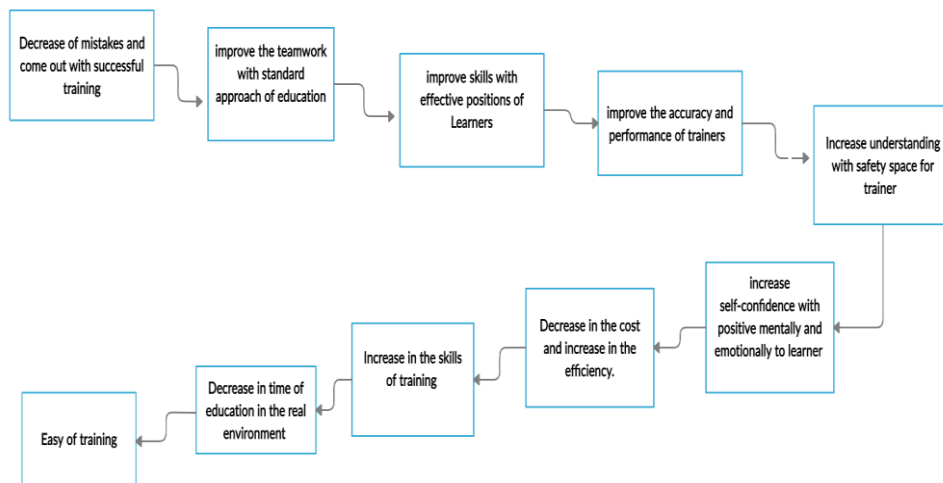 Decrease of mistakes and
come out with successful
training
improve the teamwork
with standard
approach of education
improve skills with
effective positions of
Learners
improve the accuracy and
performance of trainers
Increase understanding
with safety space for
trainer
increase
self-confidence with
positive mentally and
emotionally to learner
Decrease in the cost
and increase in the
efficiency.
Increase in the skills
of training
Decrease in time of
education in the real
environment
Easy of training